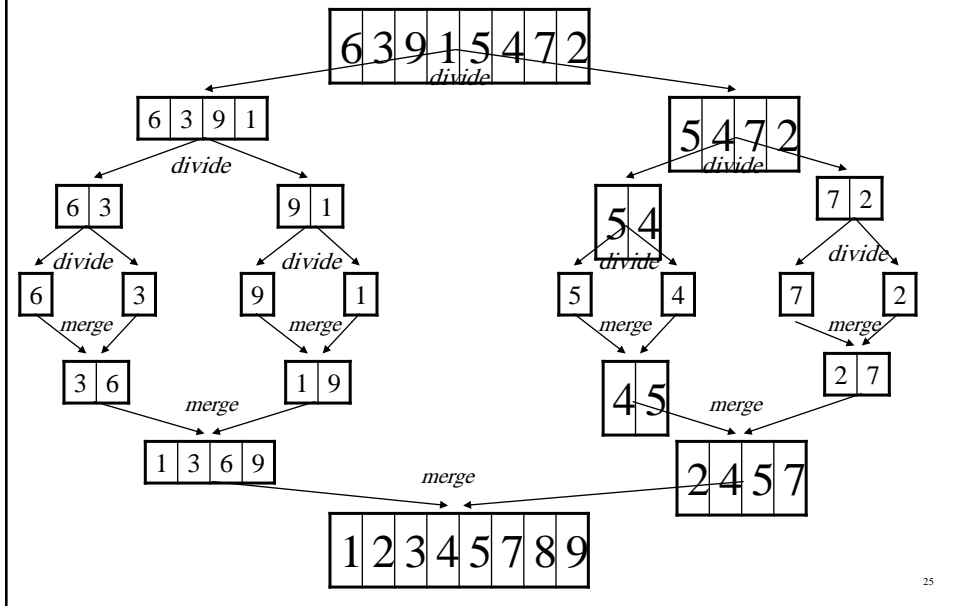 6 3 9 1 5 4 7 2
divide
6 3 9 1
5 4 7 2
divide
divide
6 3
9 1
5 4
7 2
divide
divide
divide
divide
6
3
9
1
5
4
7
2
merge
merge
merge
merge
3 6
1 9
4 5
2 7
merge
merge
1 3 6 9
2 4 5 7
merge
1 2 3 4 5 7 8 9
25